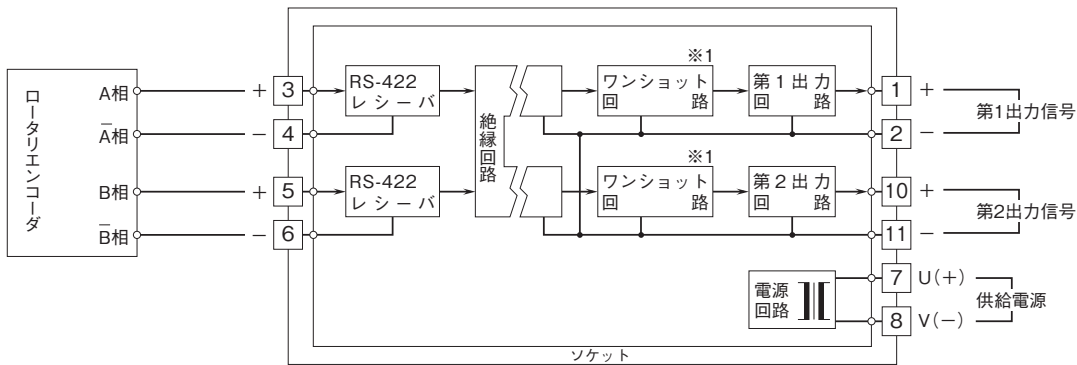 ロータリエンコーダ
A相
A̅相
B相
B̅相
+
−
+
−
3
4
5
6
RS-422
レシーバ
RS-422
レシーバ
絶縁回路
※1
ワンショット
回路
※1
ワンショット
回路
第1出力
回路
第2出力
回路
電源
回路
1
2
10
11
7
8
+
−
+
−
U(+)
V(−)
第1出力信号
第2出力信号
供給電源
ソケット